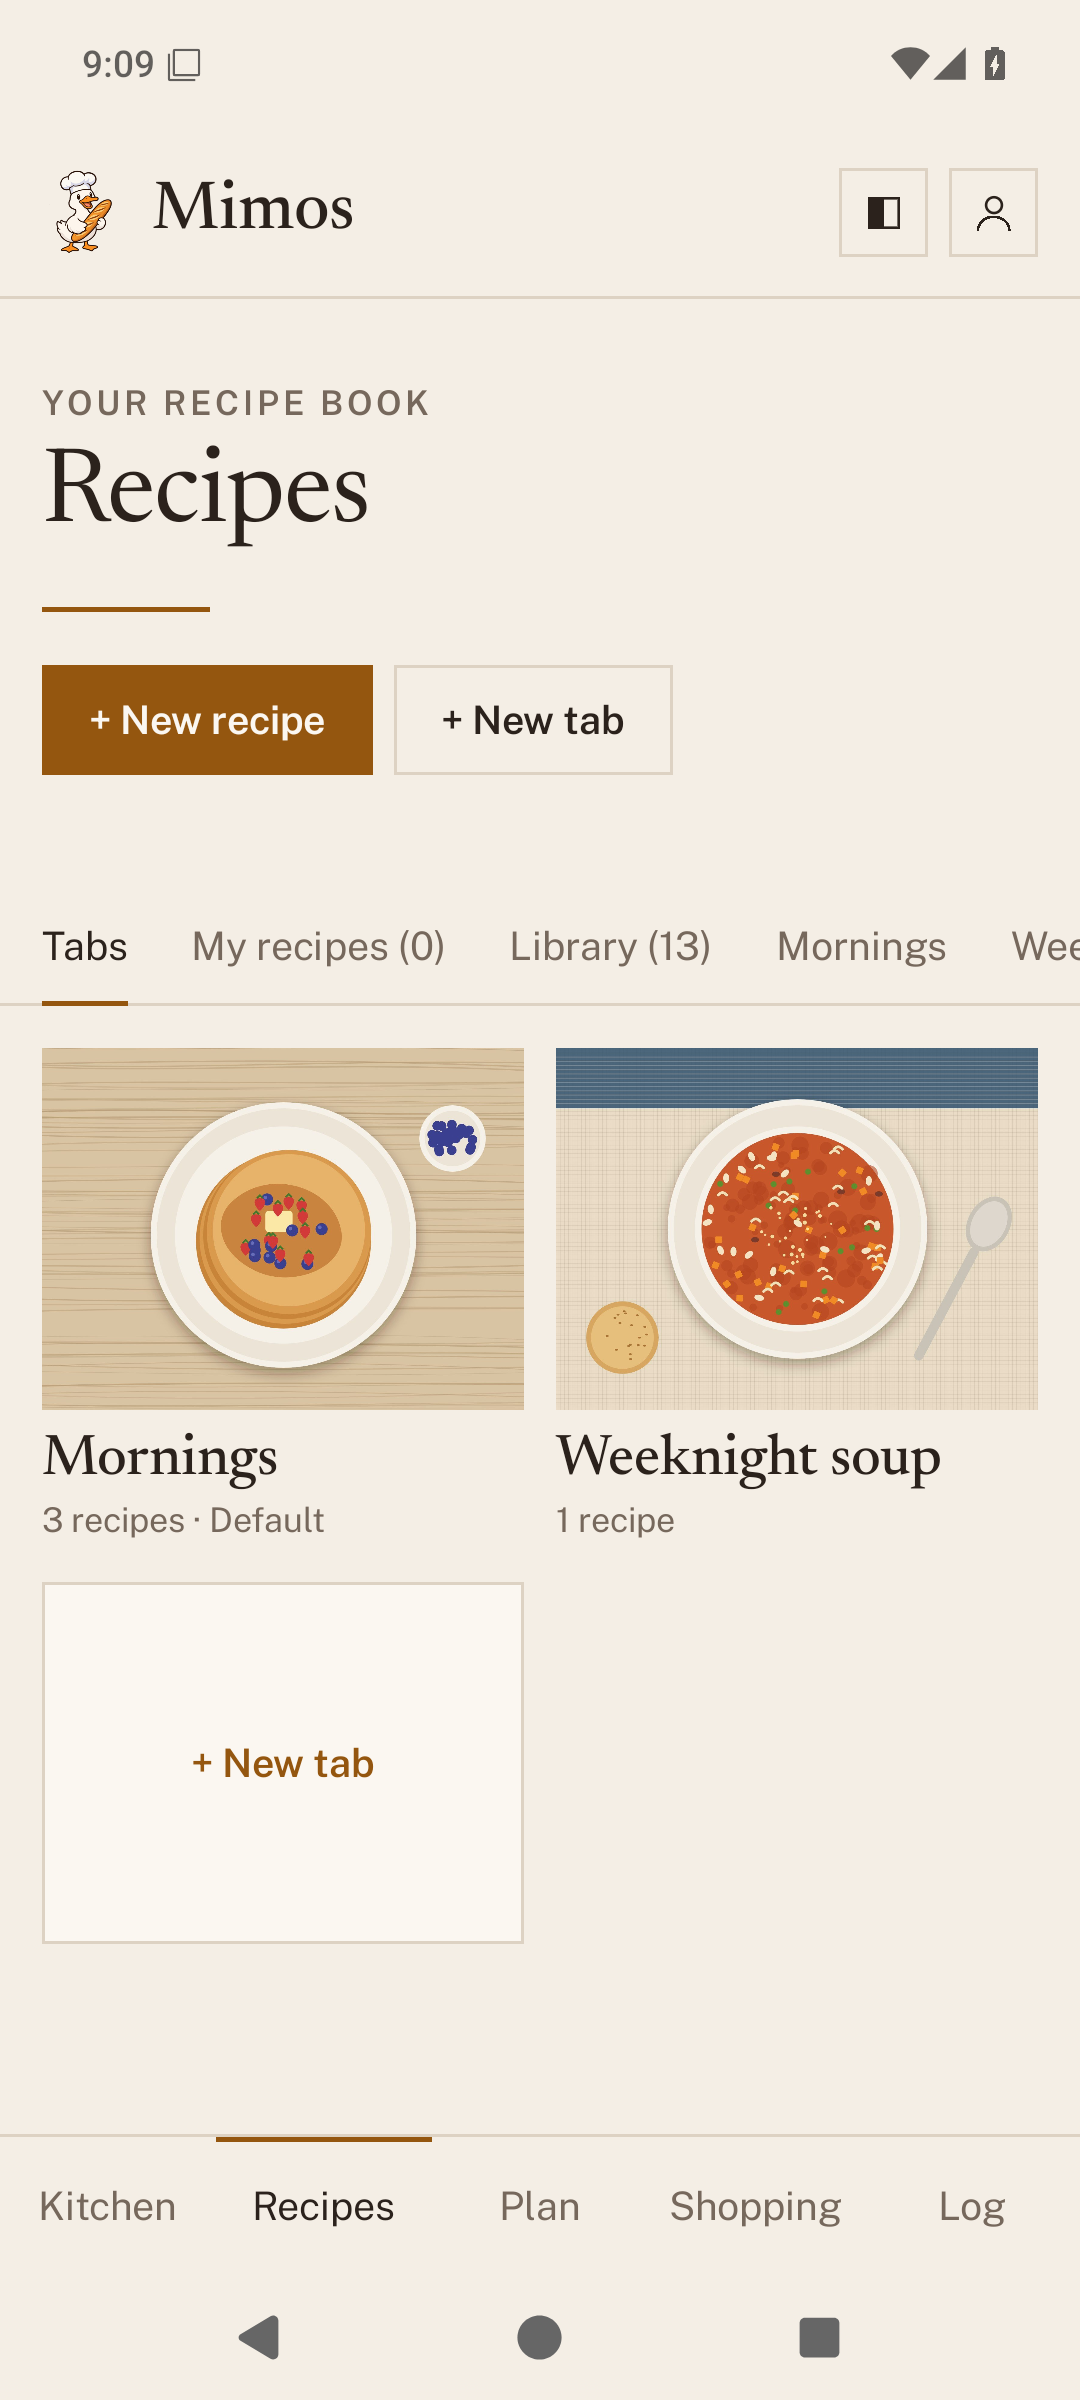 9:09
Mimos
YOUR RECIPE BOOK
Recipes
+ New recipe
+ New tab
Tabs
My recipes (0)
Library (13)
Mornings
Wee
Mornings
3 recipes · Default
Weeknight soup
1 recipe
+ New tab
Kitchen
Recipes
Plan
Shopping
Log